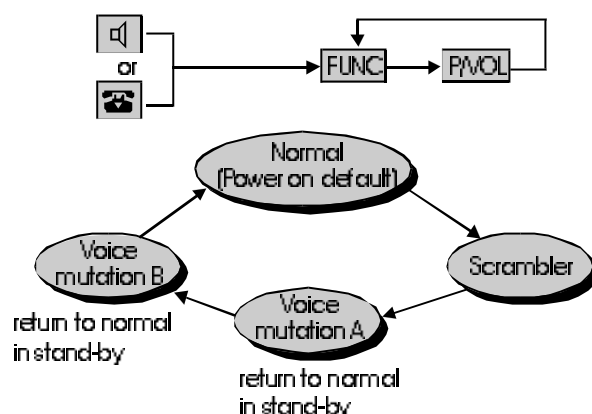 or
FUNC
P/VOL
Normal
(Power on default)
Voice
mutation B
Scrambler
Voice
mutation A
return to normal
in stand-by
return to normal
in stand-by